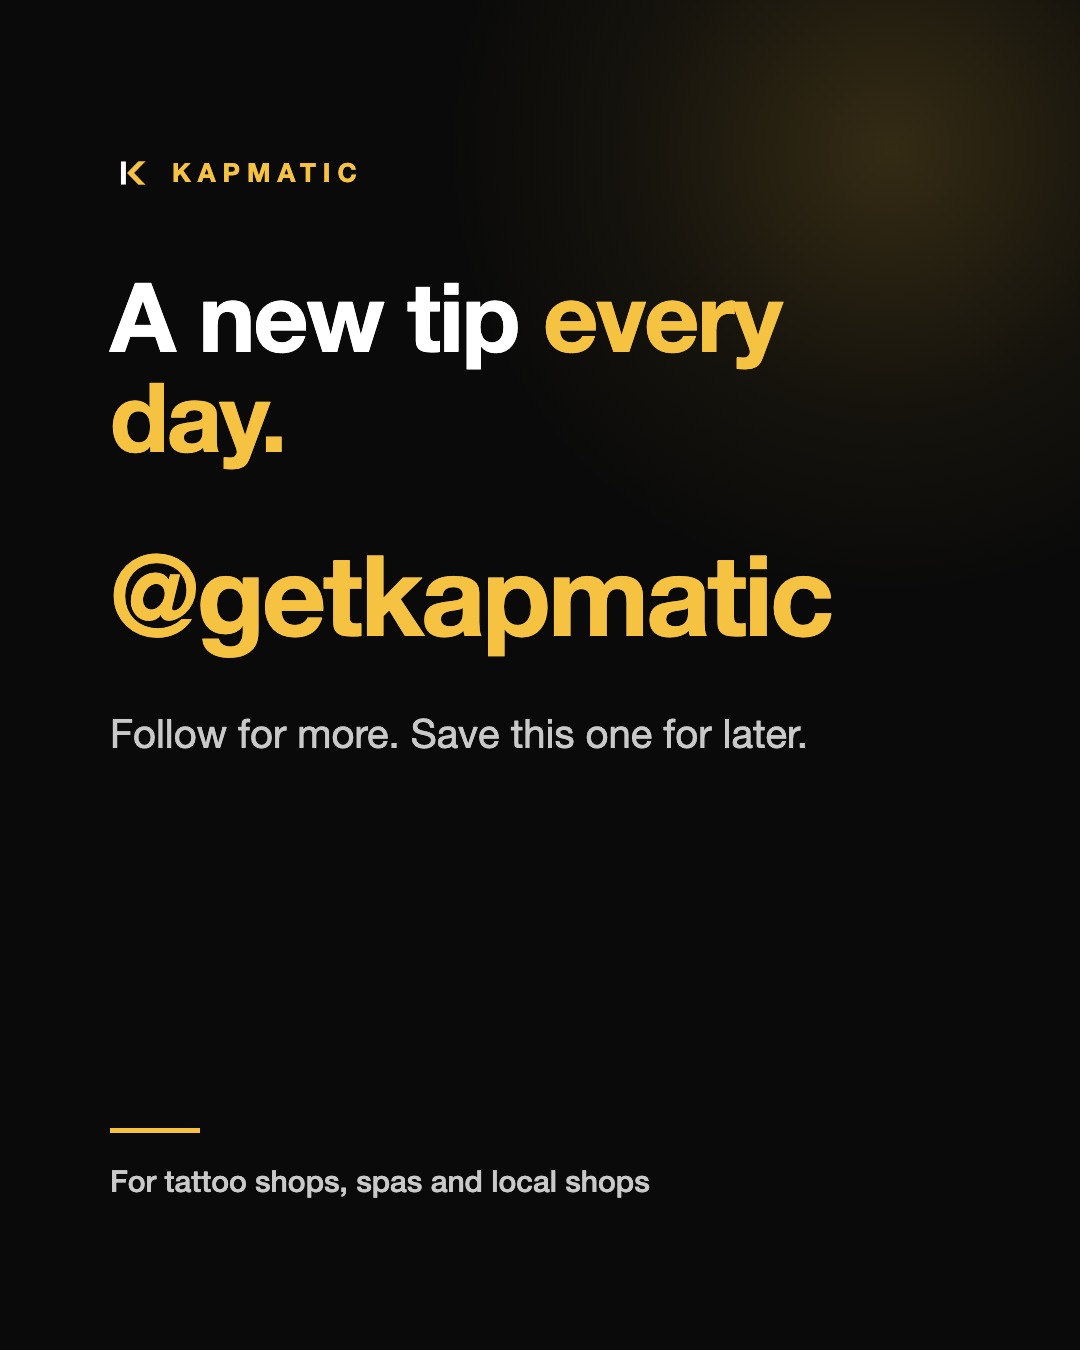 KAPMATIC
A new tip every
day.
@getkapmatic
Follow for more. Save this one for later.
For tattoo shops, spas and local shops